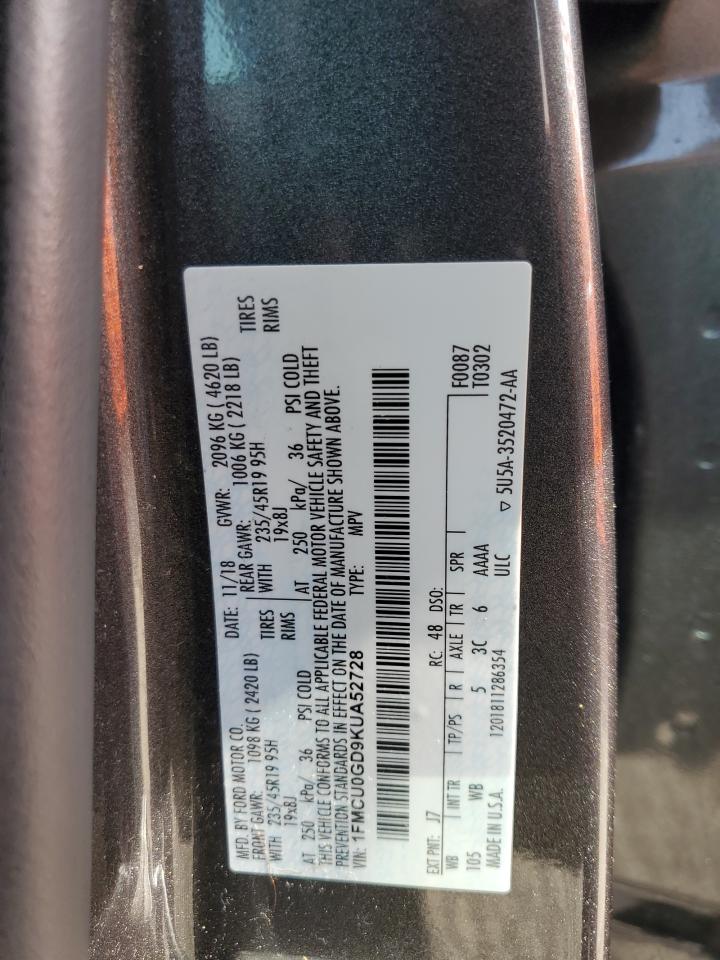 MFD. BY FORD MOTOR CO.
DATE: 11/18 GVWR: 2096 KG ( 4620 LB)
FRONT GAWR: 1098 KG ( 2420 LB) REAR GAWR: 1006 KG ( 2218 LB)
WITH 235/45R19 95H TIRES WITH 235/45R19 95H TIRES
19x8J RIMS 19x8J RIMS
AT 250 kPa/ 36 PSI COLD AT 250 kPa/ 36 PSI COLD
THIS VEHICLE CONFORMS TO ALL APPLICABLE FEDERAL MOTOR VEHICLE SAFETY AND THEFT
PREVENTION STANDARDS IN EFFECT ON THE DATE OF MANUFACTURE SHOWN ABOVE.
VIN: 1FMCU0GD9KUA52728 TYPE: MPV
EXT PNT: J7 RC: 48 DSO: F0087
WB INT TR TP/PS R AXLE TR SPR T0302
105 WB 5 3C 6 AAAA
MADE IN U.S.A. 1201811286354 ULC ▽ 5U5A-3520472-AA